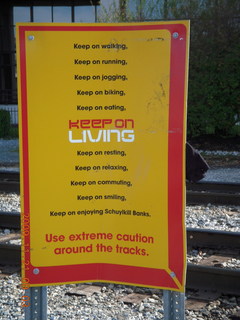 Keep on walking,
Keep on running,
Keep on jogging,
Keep on biking,
Keep on eating,
KEEP ON
LIVING
Keep on resting,
Keep on relaxing,
Keep on commuting,
Keep on smiling,
Keep on enjoying Schuylkill Banks.
Use extreme caution
around the tracks.